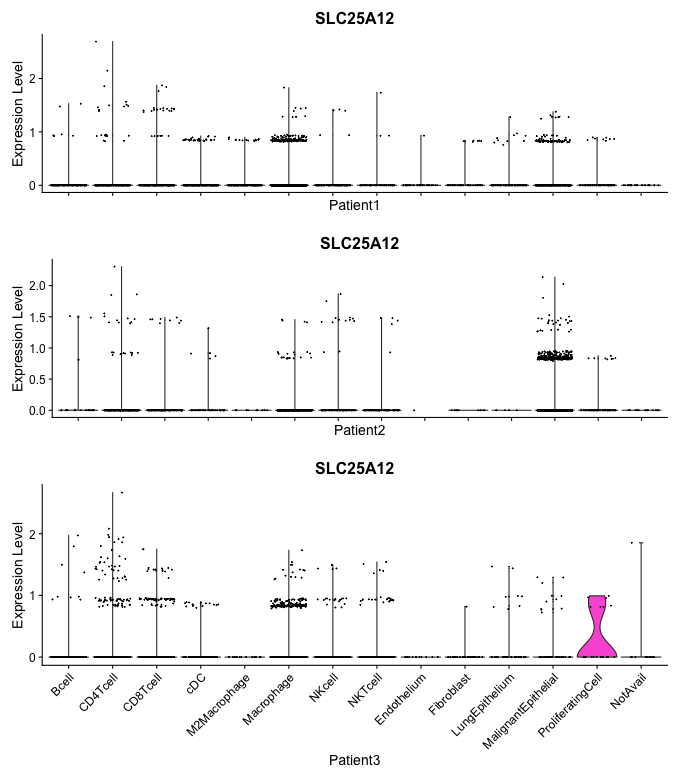 SLC25A12
Expression Level
2
1
0
Patient1
SLC25A12
Expression Level
2.0
1.5
1.0
0.5
0.0
Patient2
SLC25A12
Expression Level
2
1
0
Bcell
CD4Tcell
CD8Tcell
cDC
M2Macrophage
Macrophage
NKcell
NKTcell
Endothelium
Fibroblast
LungEpithelium
MalignantEpithelial
ProliferatingCell
NotAvail
Patient3